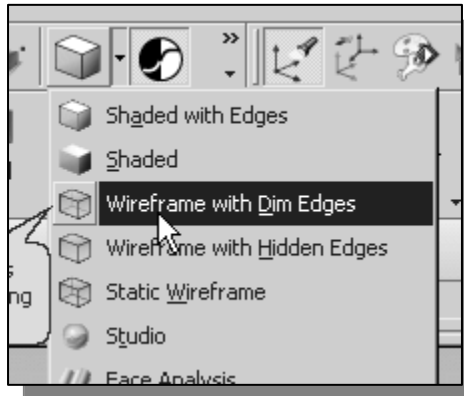 Shaded with Edges
Shaded
Wireframe with Dim Edges
Wireframe with Hidden Edges
Static Wireframe
Studio
Face Analysis